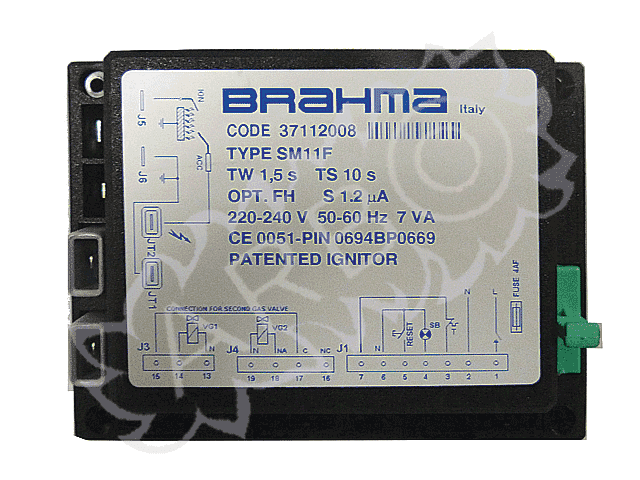 BRAHMA Italy
CODE 37112008
TYPE SM11F
TW 1,5 s TS 10 s
OPT. FH S 1.2 µA
220-240 V 50-60 Hz 7 VA
CE 0051-PIN 0694BP0669
PATENTED IGNITOR
J5
ION
J6
ACC
JT2
JT1
CONNECTION FOR SECOND GAS VALVE
VG1
VG2
FUSE 4AF
RESET
SB
T
J3 N
J4 IN NA C NC
J1 N N L
15 14 13
19 18 17 16
7 6 5 4 3 2 1